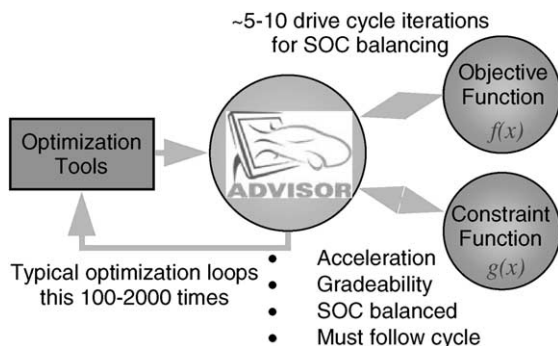 ~5-10 drive cycle iterations
for SOC balancing
Objective
Function
f(x)
Optimization
Tools
ADVISOR
Constraint
Function
g(x)
Typical optimization loops
this 100-2000 times
• Acceleration
• Gradeability
• SOC balanced
• Must follow cycle